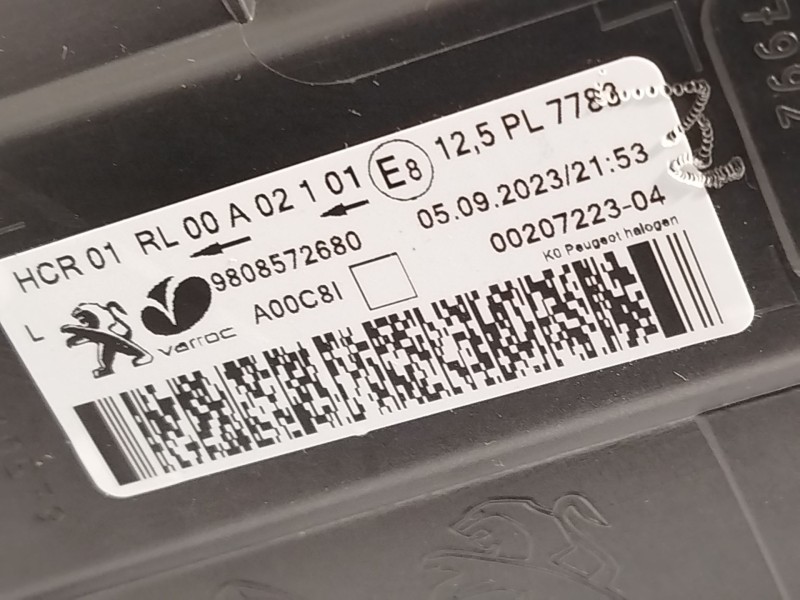 HCR 01 RL 00 A 02 1 01 E8 12,5 PL 7783
9808572680 05.09.2023/21:53
L varroc A00C8I 00207223-04
K0 Peugeot halogen